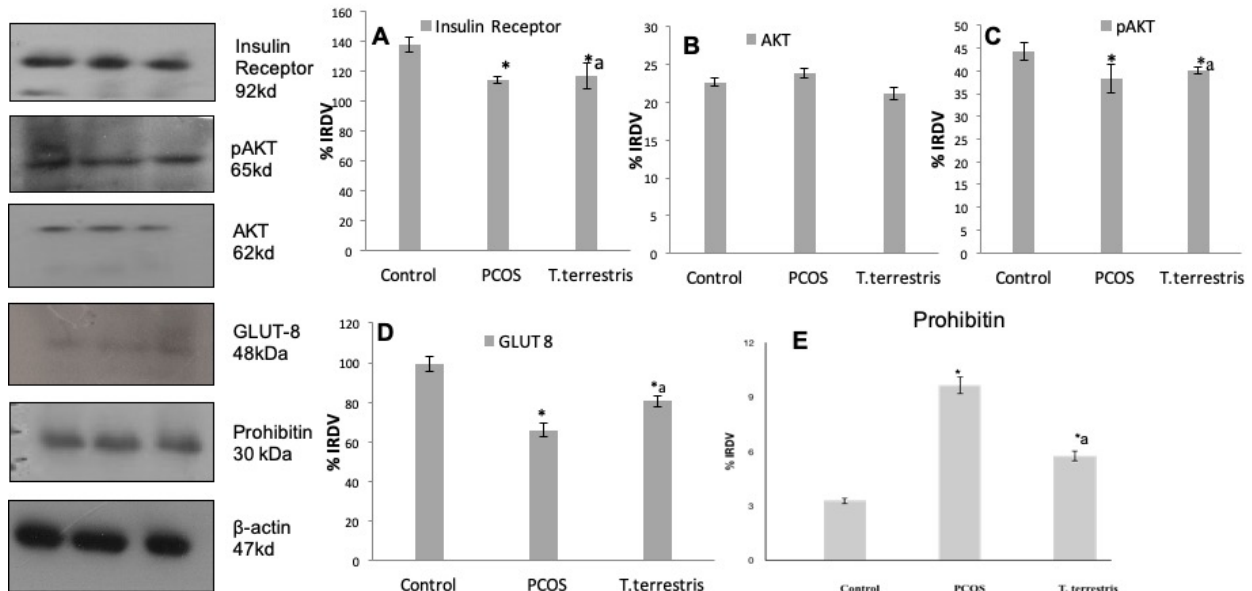 Insulin
Receptor
92kd
pAKT
65kd
AKT
62kd
GLUT-8
48kDa
Prohibitin
30 kDa
β-actin
47kd
A
Insulin Receptor
% IRDV
160
140
120
100
80
60
40
20
0
*
*a
Control PCOS T.terrestris
B
AKT
% IRDV
30
25
20
15
10
5
0
Control PCOS T.terrestris
C
pAKT
% IRDV
50
45
40
35
30
25
20
15
10
5
0
*
*a
Control PCOS T.terrestris
D
GLUT 8
% IRDV
120
100
80
60
40
20
0
*
*a
Control PCOS T.terrestris
Prohibitin
E
% IRDV
12
9
6
3
0
*
*a
Control PCOS T. terrestris